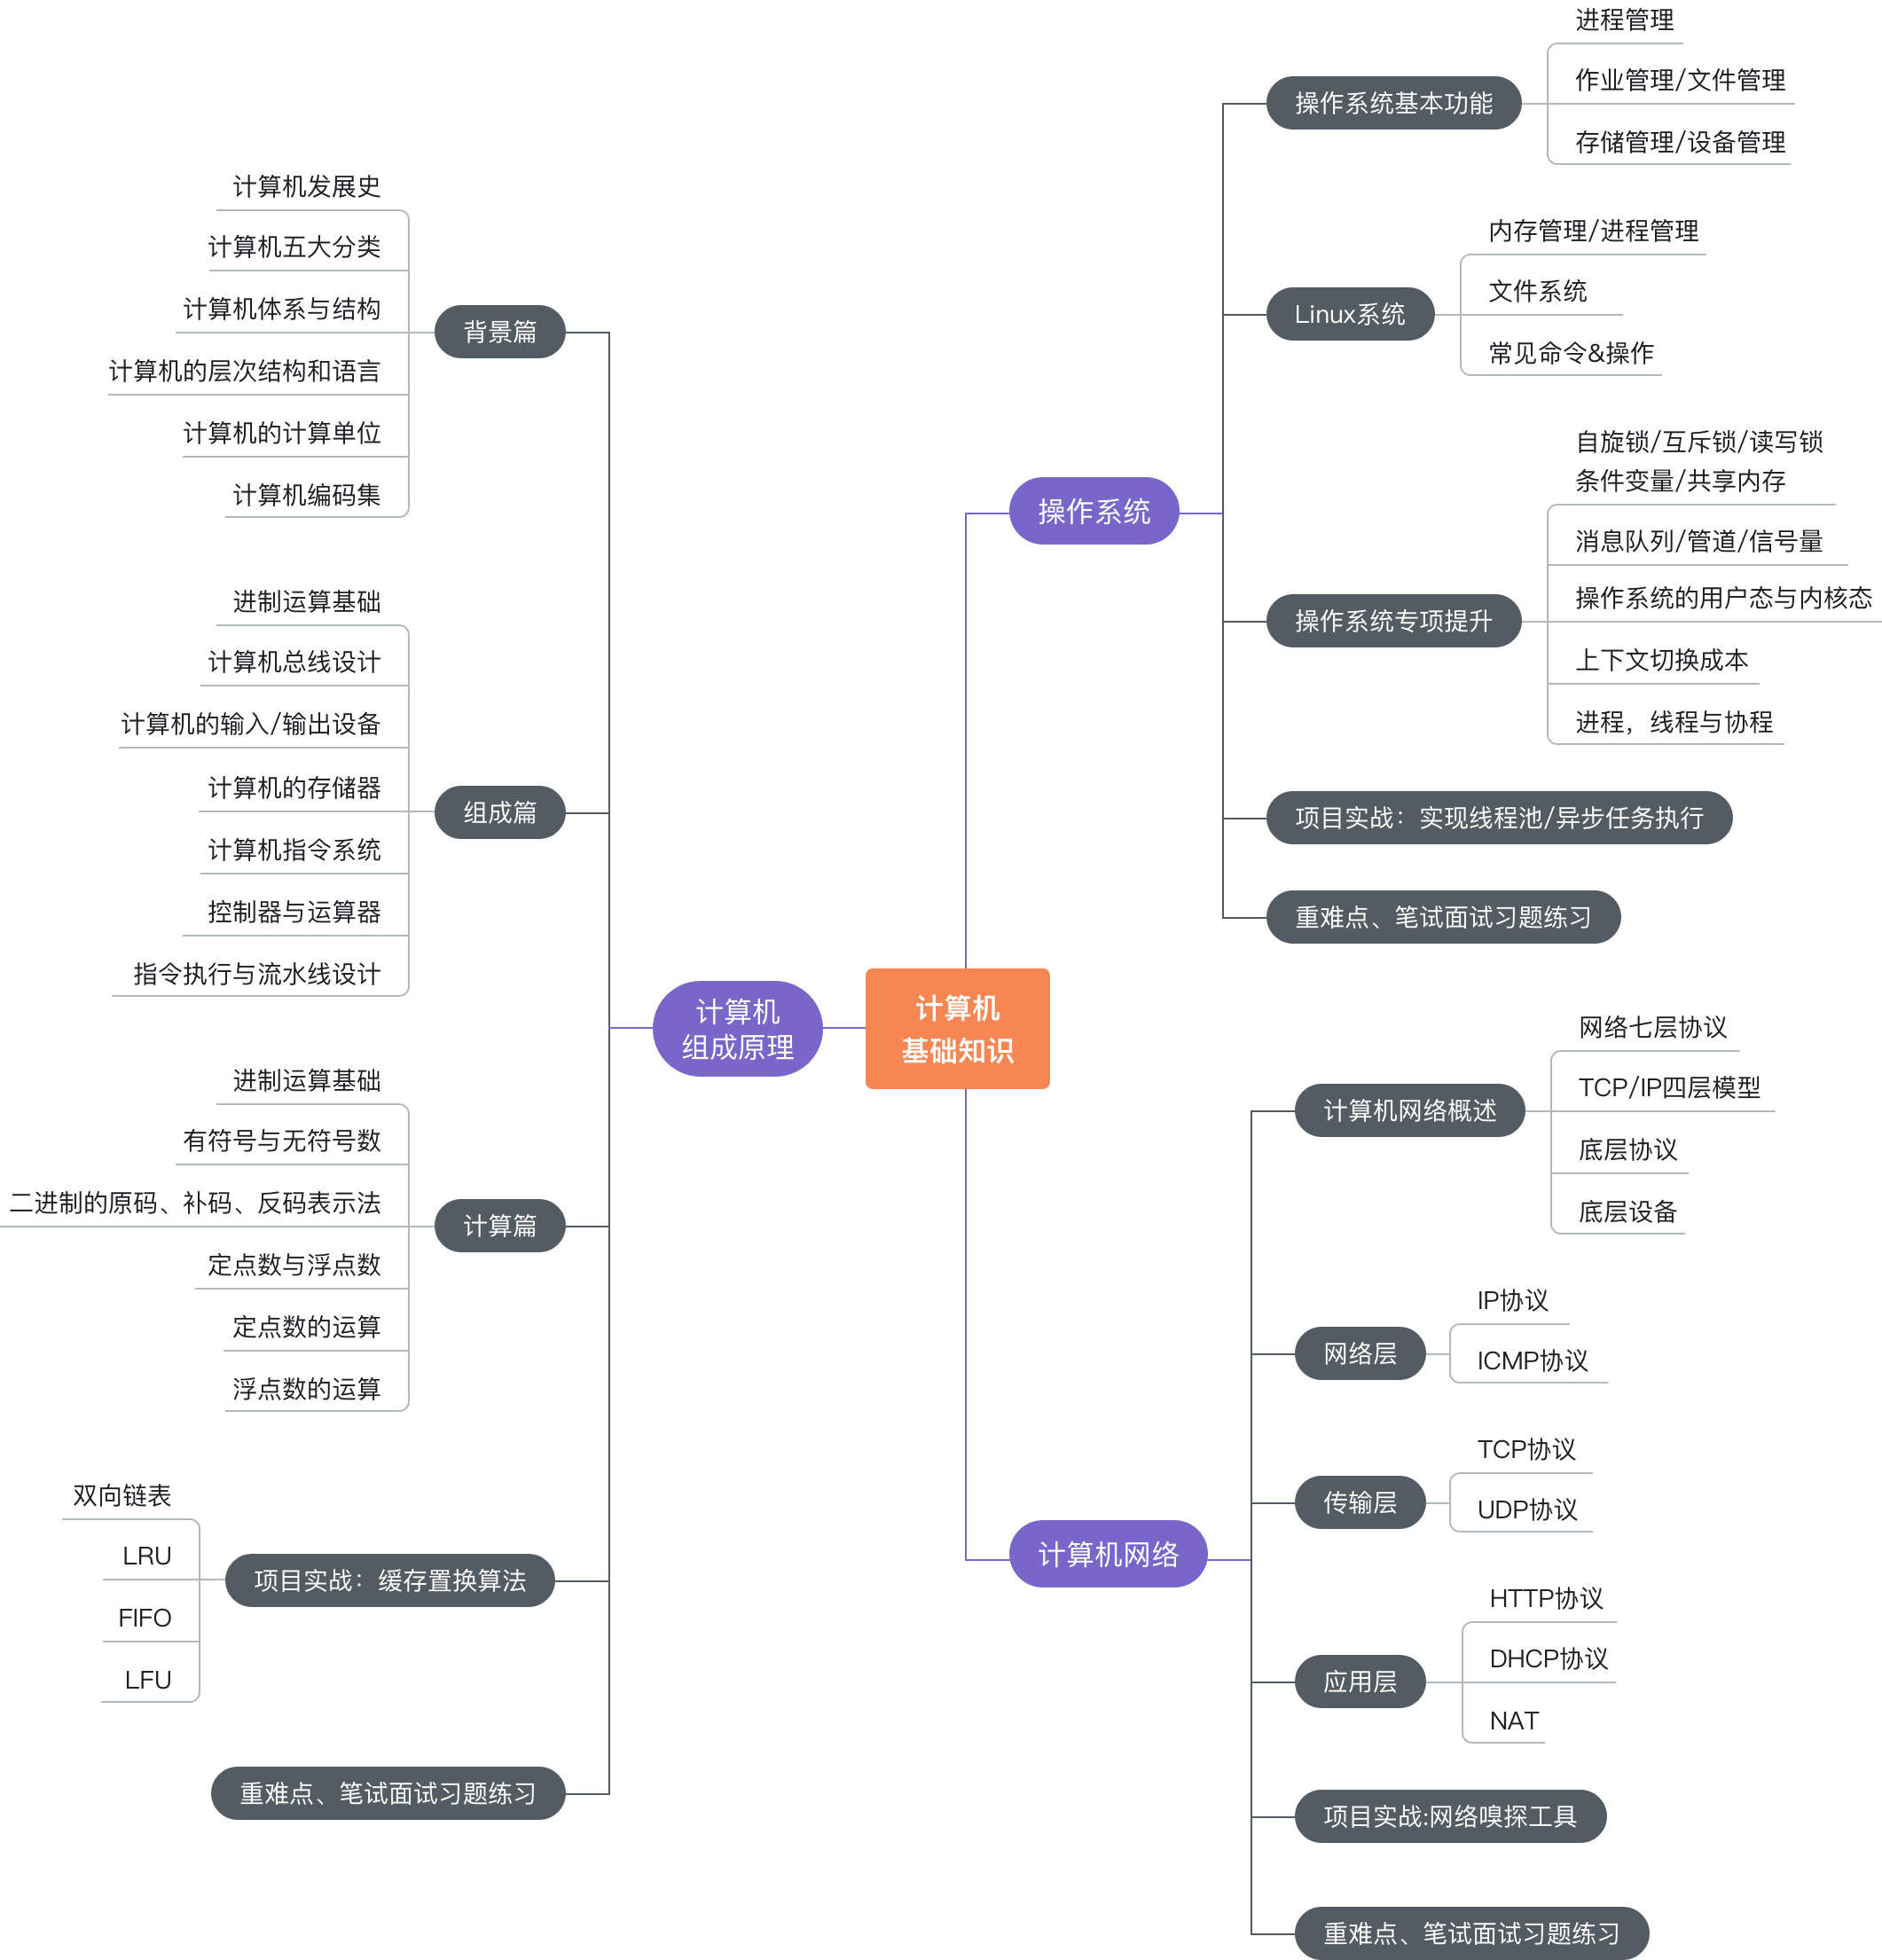 计算机
基础知识
计算机
组成原理
背景篇
计算机发展史
计算机五大分类
计算机体系与结构
计算机的层次结构和语言
计算机的计算单位
计算机编码集
组成篇
进制运算基础
计算机总线设计
计算机的输入/输出设备
计算机的存储器
计算机指令系统
控制器与运算器
指令执行与流水线设计
计算篇
进制运算基础
有符号与无符号数
二进制的原码、补码、反码表示法
定点数与浮点数
定点数的运算
浮点数的运算
项目实战：缓存置换算法
双向链表
LRU
FIFO
LFU
重难点、笔试面试习题练习
操作系统
操作系统基本功能
进程管理
作业管理/文件管理
存储管理/设备管理
Linux系统
内存管理/进程管理
文件系统
常见命令&操作
操作系统专项提升
自旋锁/互斥锁/读写锁
条件变量/共享内存
消息队列/管道/信号量
操作系统的用户态与内核态
上下文切换成本
进程，线程与协程
项目实战：实现线程池/异步任务执行
重难点、笔试面试习题练习
计算机网络
计算机网络概述
网络七层协议
TCP/IP四层模型
底层协议
底层设备
网络层
IP协议
ICMP协议
传输层
TCP协议
UDP协议
应用层
HTTP协议
DHCP协议
NAT
项目实战:网络嗅探工具
重难点、笔试面试习题练习